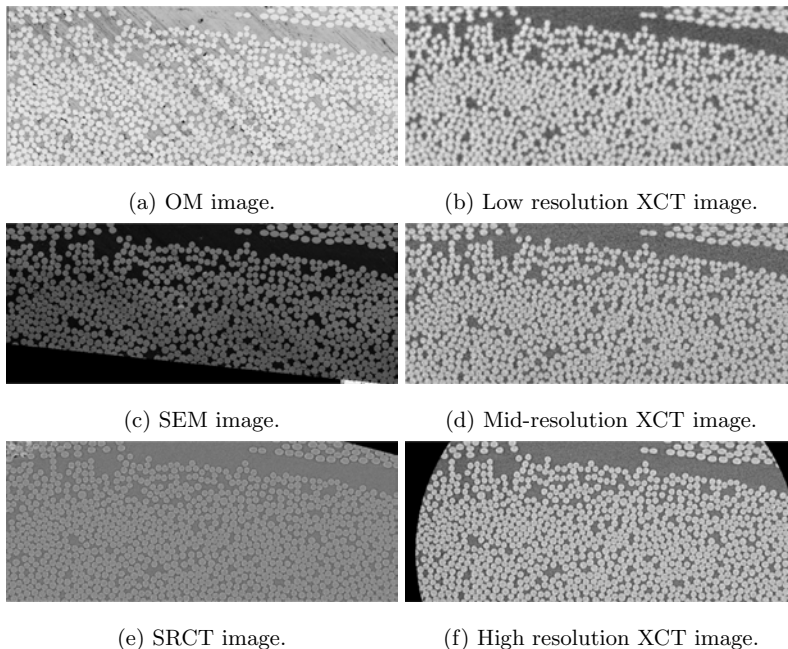 (a) OM image.
(b) Low resolution XCT image.
(c) SEM image.
(d) Mid-resolution XCT image.
(e) SRCT image.
(f) High resolution XCT image.